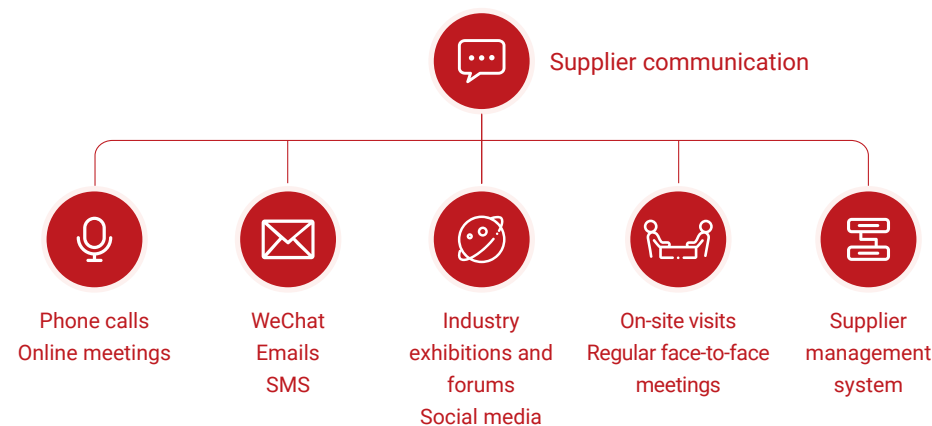 Supplier communication
Phone calls
Online meetings
WeChat
Emails
SMS
Industry
exhibitions and
forums
Social media
On-site visits
Regular face-to-face
meetings
Supplier
management
system